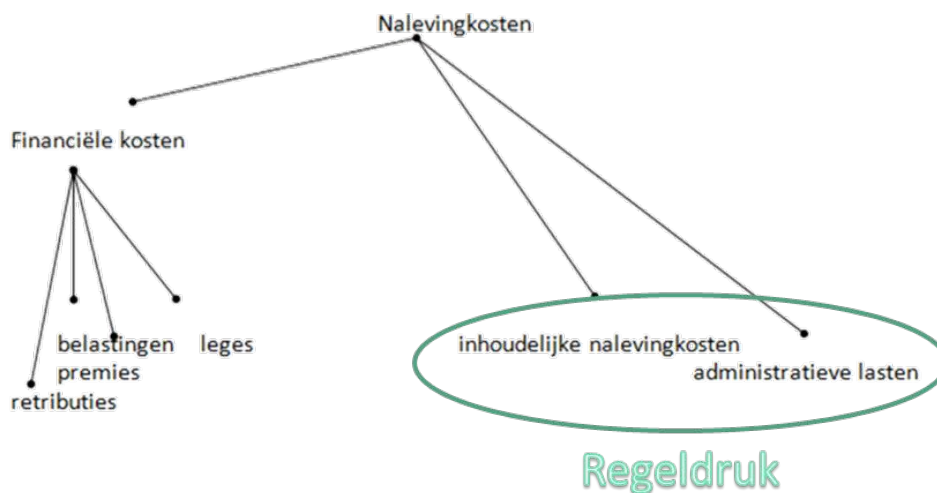 Nalevingkosten
Financiële kosten
belastingen leges
premies
retributies
inhoudelijke nalevingkosten
administratieve lasten
Regeldruk